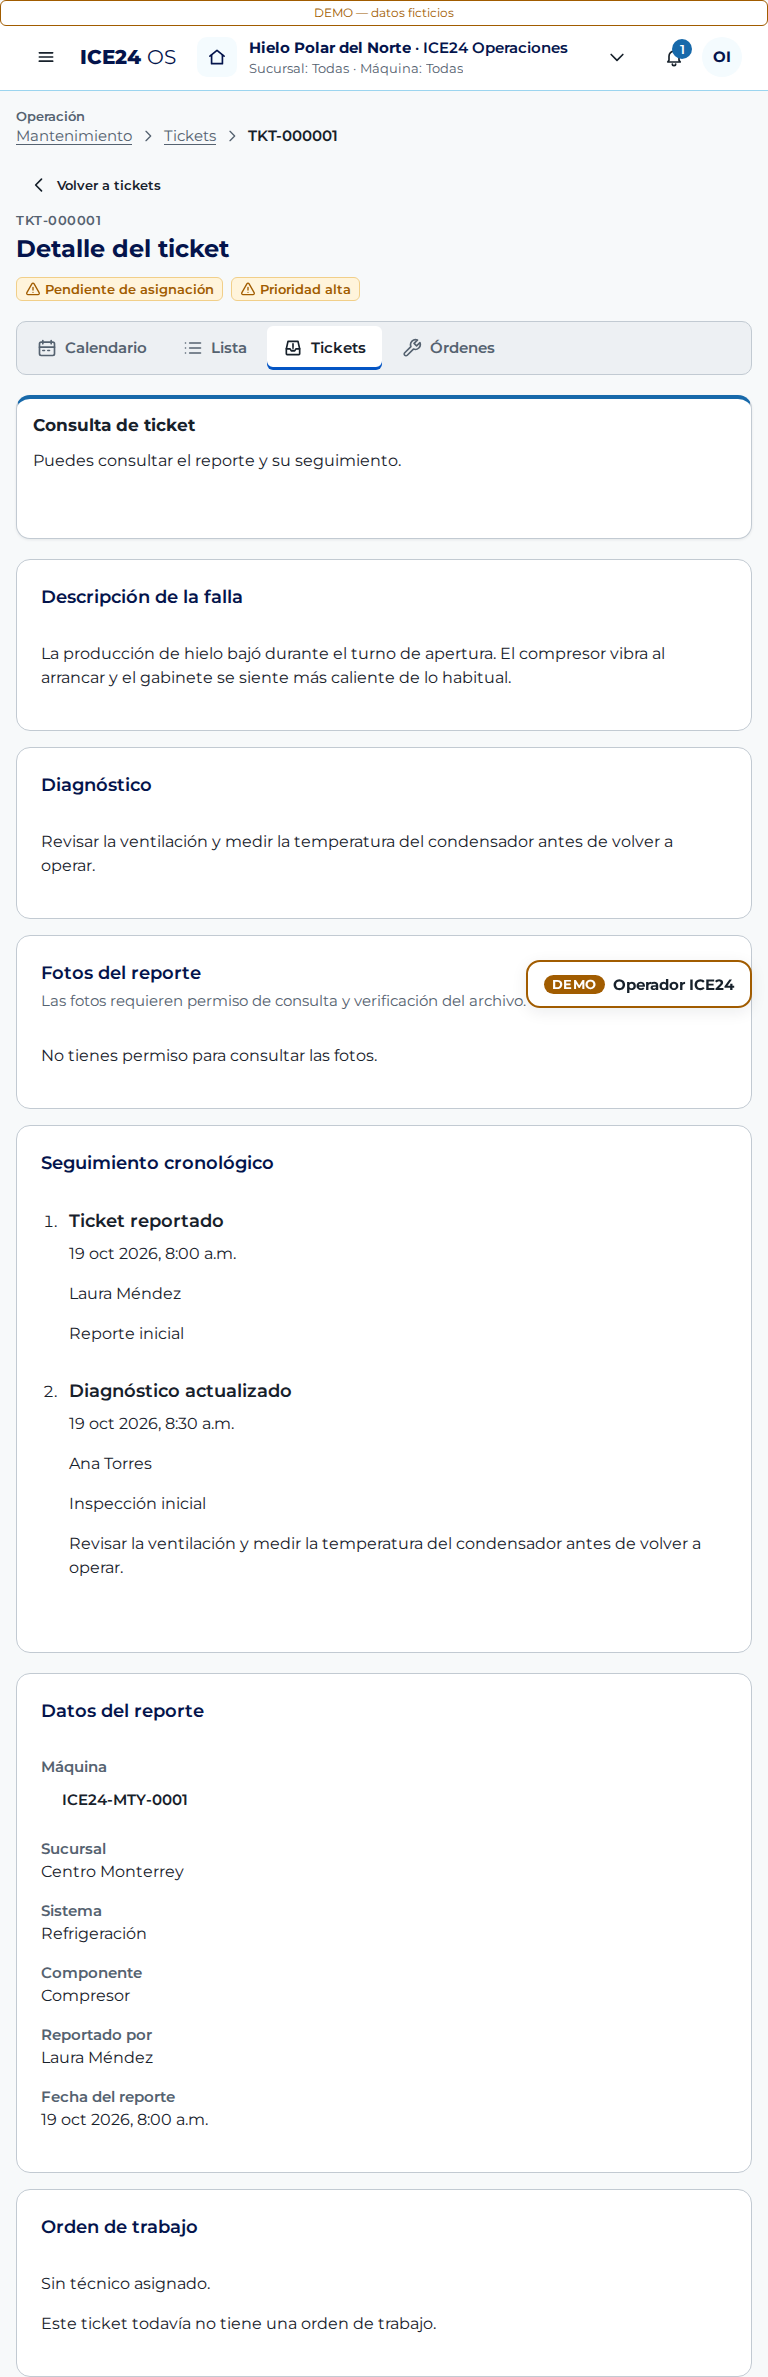 DEMO — datos ficticios
ICE24 OS
Hielo Polar del Norte · ICE24 Operaciones
Sucursal: Todas · Máquina: Todas
1
OI
Operación
Mantenimiento > Tickets > TKT-000001
Volver a tickets
TKT-000001
Detalle del ticket
Pendiente de asignación
Prioridad alta
Calendario
Lista
Tickets
Órdenes
Consulta de ticket
Puedes consultar el reporte y su seguimiento.
Descripción de la falla
La producción de hielo bajó durante el turno de apertura. El compresor vibra al
arrancar y el gabinete se siente más caliente de lo habitual.
Diagnóstico
Revisar la ventilación y medir la temperatura del condensador antes de volver a
operar.
Fotos del reporte
Las fotos requieren permiso de consulta y verificación del archivo.
DEMO Operador ICE24
No tienes permiso para consultar las fotos.
Seguimiento cronológico
1. Ticket reportado
19 oct 2026, 8:00 a.m.
Laura Méndez
Reporte inicial
2. Diagnóstico actualizado
19 oct 2026, 8:30 a.m.
Ana Torres
Inspección inicial
Revisar la ventilación y medir la temperatura del condensador antes de volver a
operar.
Datos del reporte
Máquina
ICE24-MTY-0001
Sucursal
Centro Monterrey
Sistema
Refrigeración
Componente
Compresor
Reportado por
Laura Méndez
Fecha del reporte
19 oct 2026, 8:00 a.m.
Orden de trabajo
Sin técnico asignado.
Este ticket todavía no tiene una orden de trabajo.